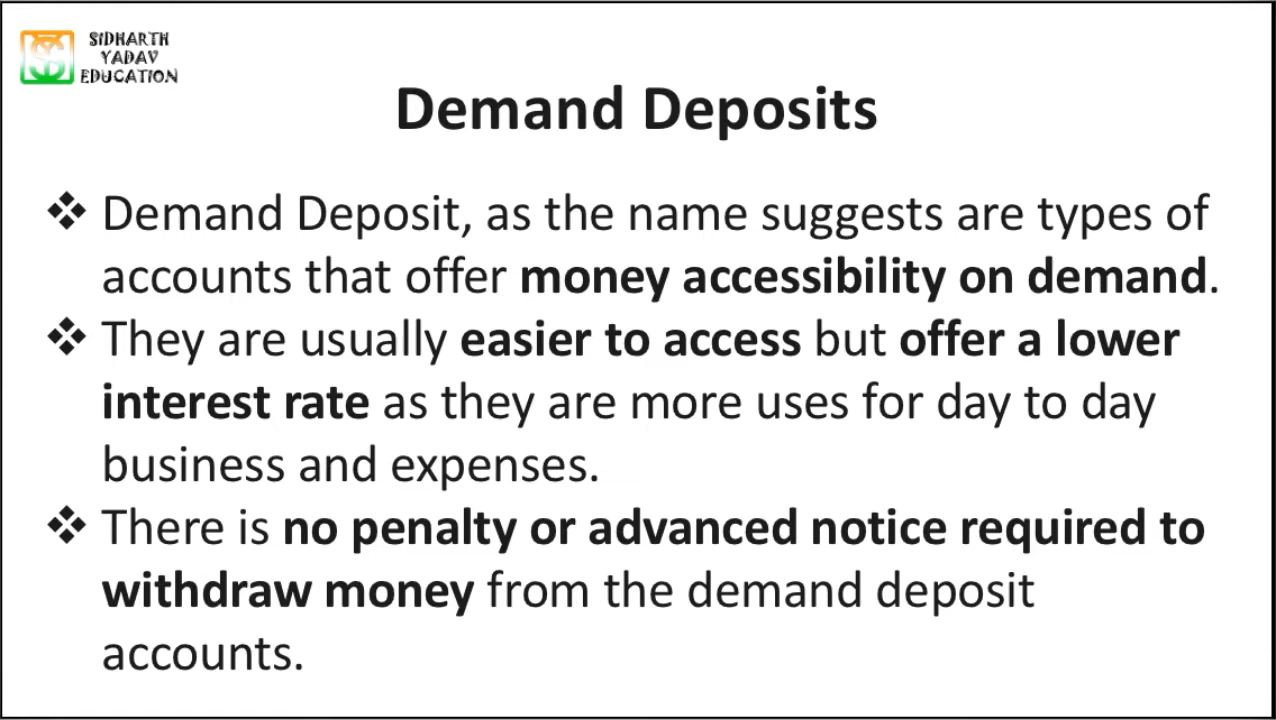 SIDHARTH
YADAV
EDUCATION
Demand Deposits
❖ Demand Deposit, as the name suggests are types of
accounts that offer money accessibility on demand.
❖ They are usually easier to access but offer a lower
interest rate as they are more uses for day to day
business and expenses.
❖ There is no penalty or advanced notice required to
withdraw money from the demand deposit
accounts.